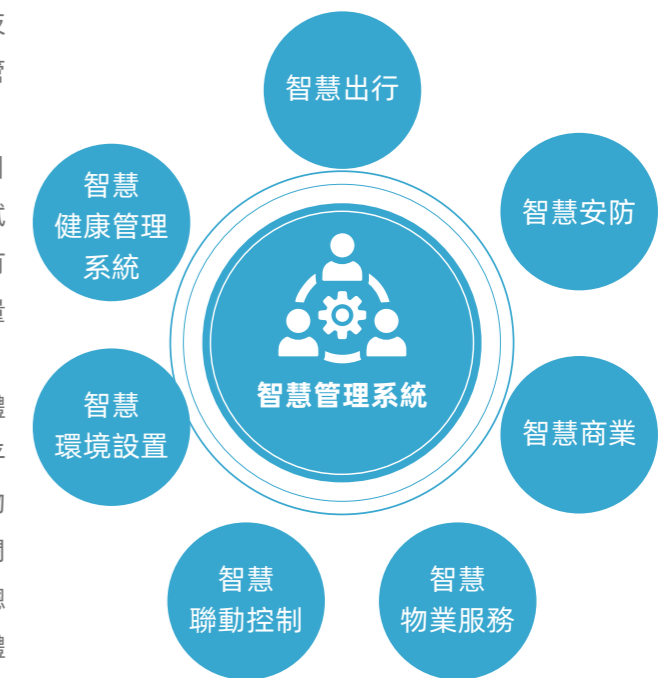 智慧出行
智慧安防
智慧
健康管理
系統
智慧管理系統
智慧
環境設置
智慧商業
智慧
聯動控制
智慧
物業服務